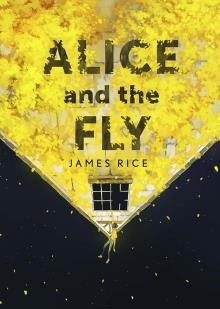 ALICE
and the
FLY
JAMES RICE